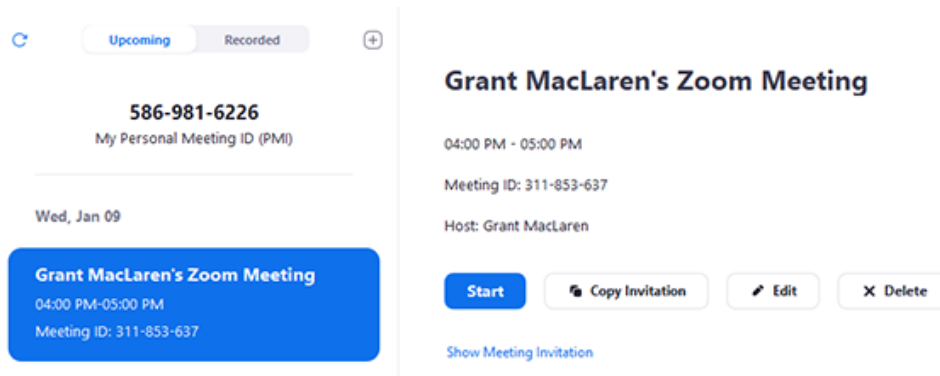 Upcoming
Recorded
586-981-6226
My Personal Meeting ID (PMI)
Wed, Jan 09
Grant MacLaren's Zoom Meeting
04:00 PM-05:00 PM
Meeting ID: 311-853-637
Grant MacLaren's Zoom Meeting
04:00 PM - 05:00 PM
Meeting ID: 311-853-637
Host: Grant MacLaren
Start
Copy Invitation
Edit
Delete
Show Meeting Invitation